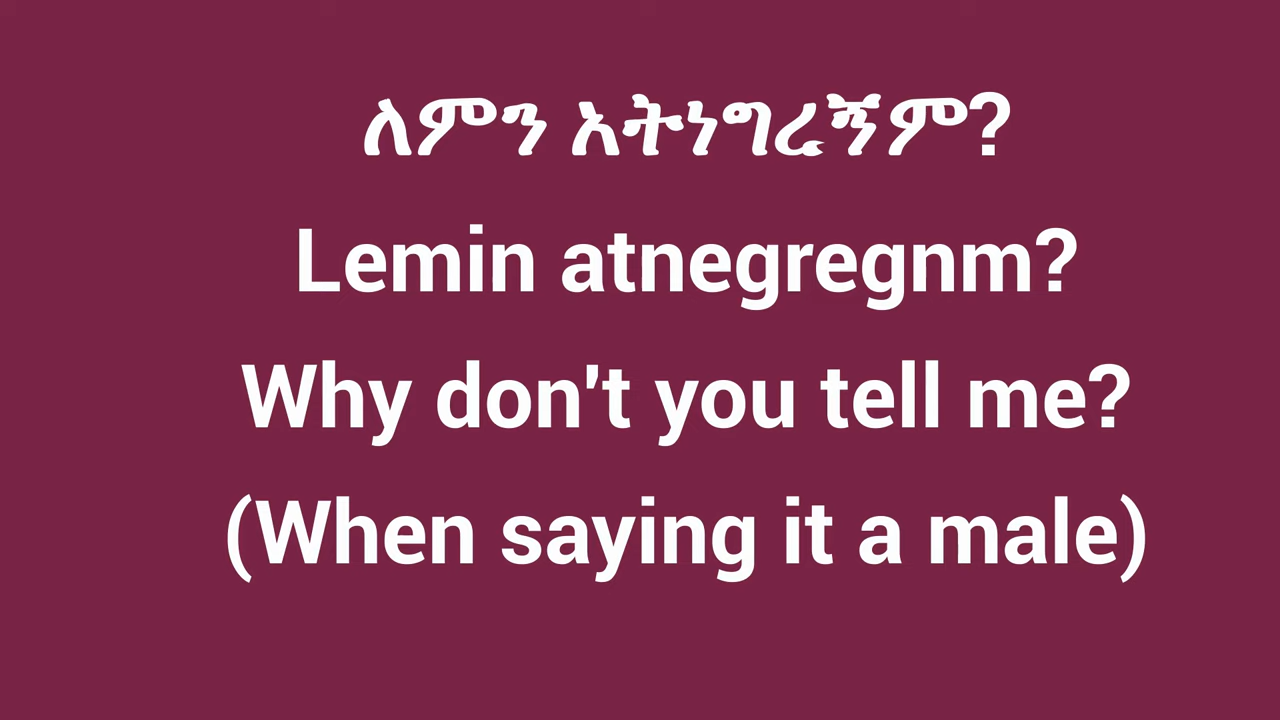 ለምን አትነግረኝም?
Lemin atnegregnm?
Why don't you tell me?
(When saying it a male)